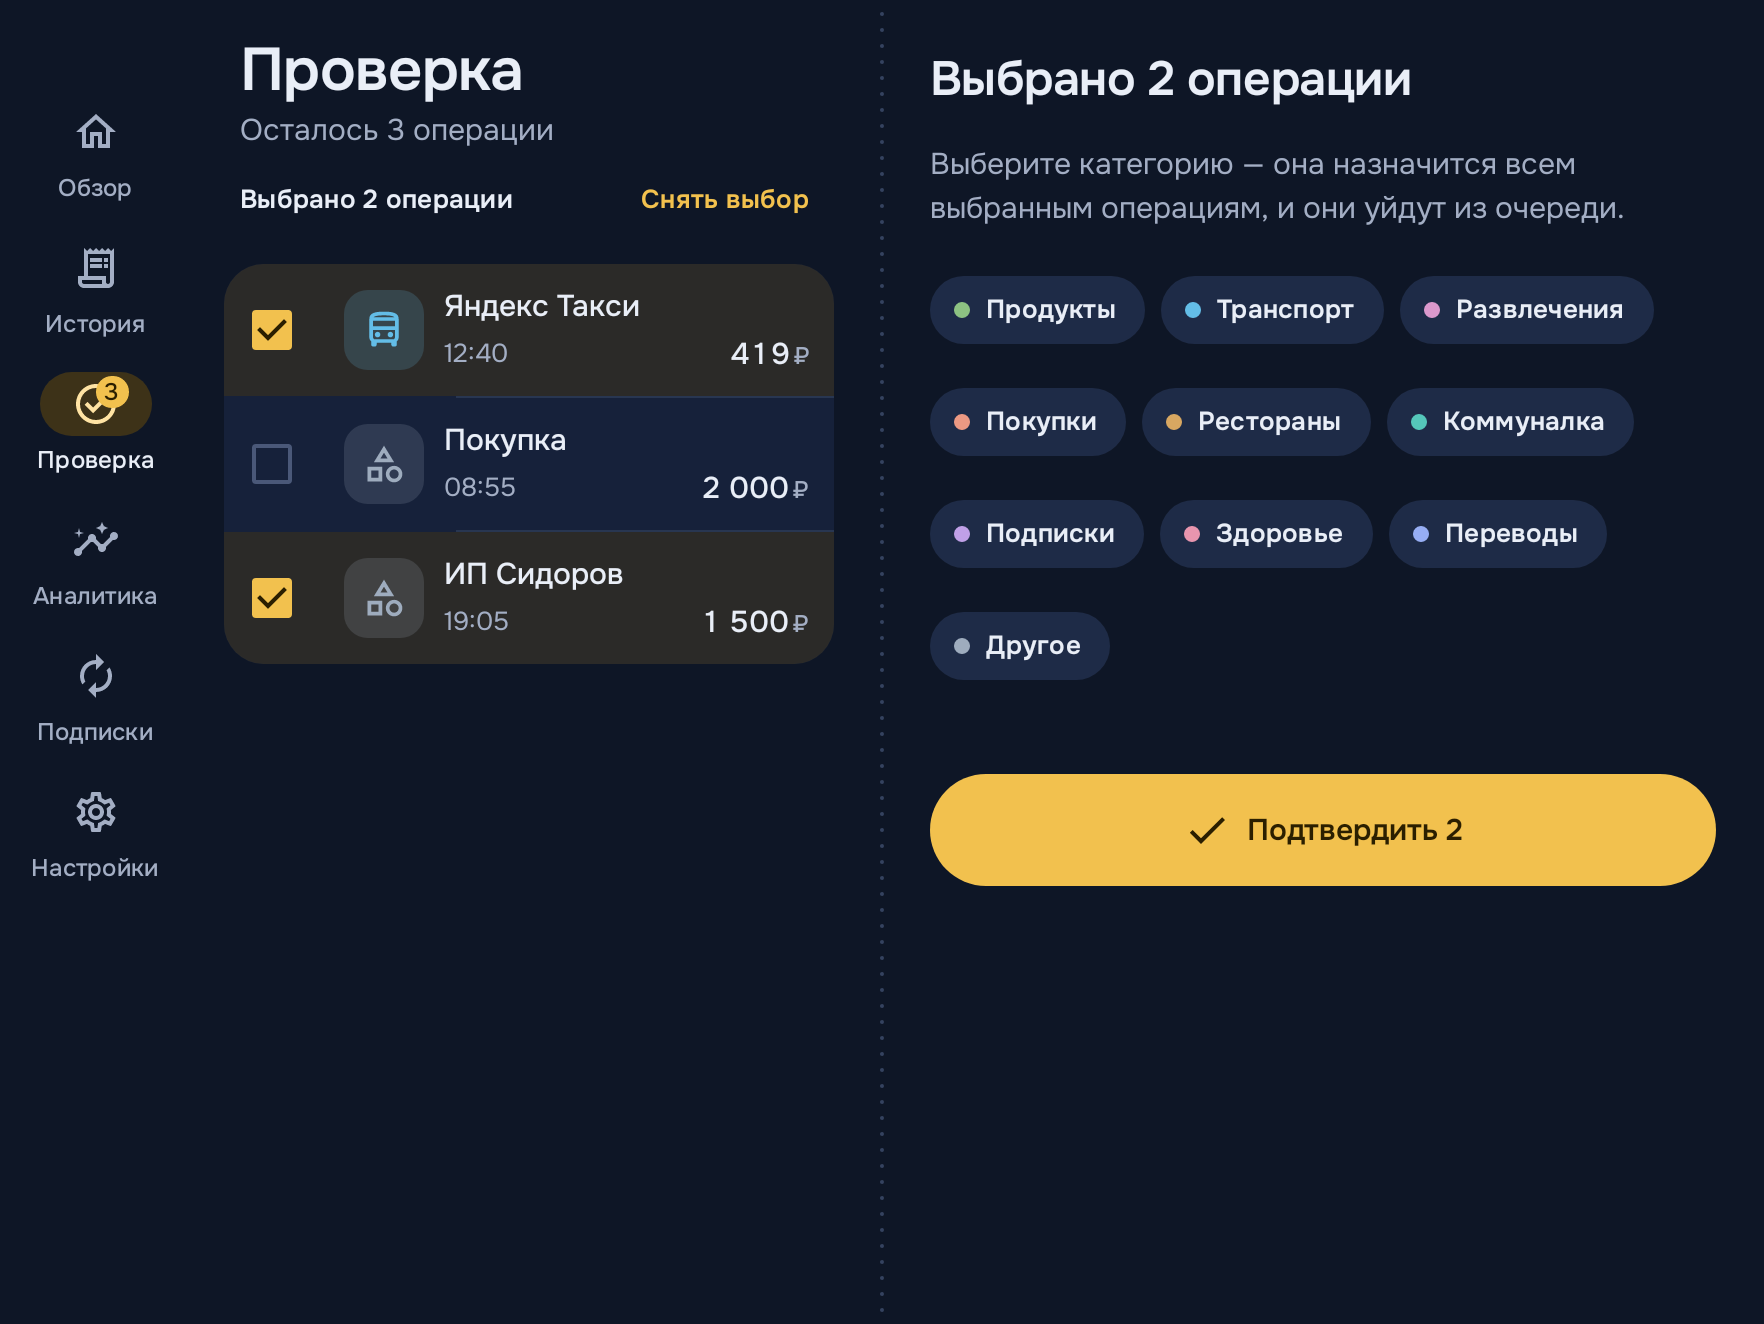 Обзор
История
3
Проверка
Аналитика
Подписки
Настройки
Проверка
Осталось 3 операции
Выбрано 2 операции
Снять выбор
Яндекс Такси
12:40
419 ₽
Покупка
08:55
2 000 ₽
ИП Сидоров
19:05
1 500 ₽
Выбрано 2 операции
Выберите категорию — она назначится всем
выбранным операциям, и они уйдут из очереди.
Продукты
Транспорт
Развлечения
Покупки
Рестораны
Коммуналка
Подписки
Здоровье
Переводы
Другое
Подтвердить 2